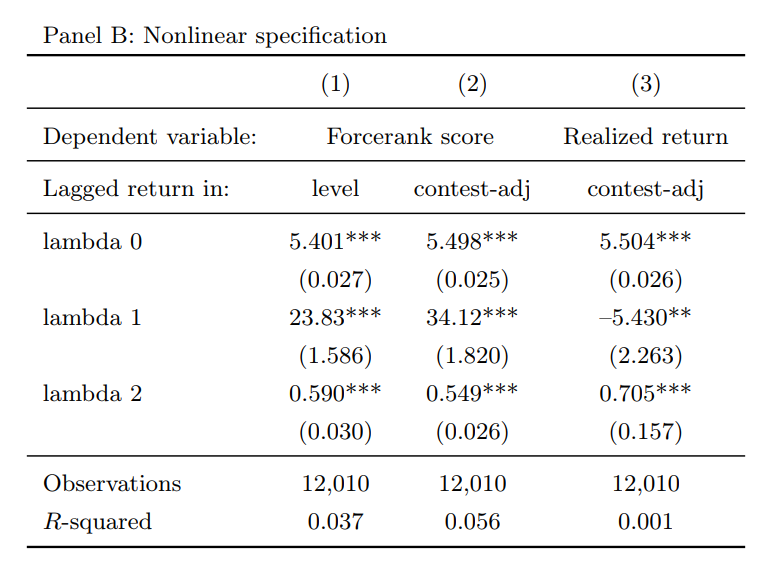 Panel B: Nonlinear specification
(1) (2) (3)
Dependent variable: Forcerank score Realized return
Lagged return in: level contest-adj contest-adj
lambda 0 5.401*** 5.498*** 5.504***
(0.027) (0.025) (0.026)
lambda 1 23.83*** 34.12*** –5.430**
(1.586) (1.820) (2.263)
lambda 2 0.590*** 0.549*** 0.705***
(0.030) (0.026) (0.157)
Observations 12,010 12,010 12,010
R-squared 0.037 0.056 0.001